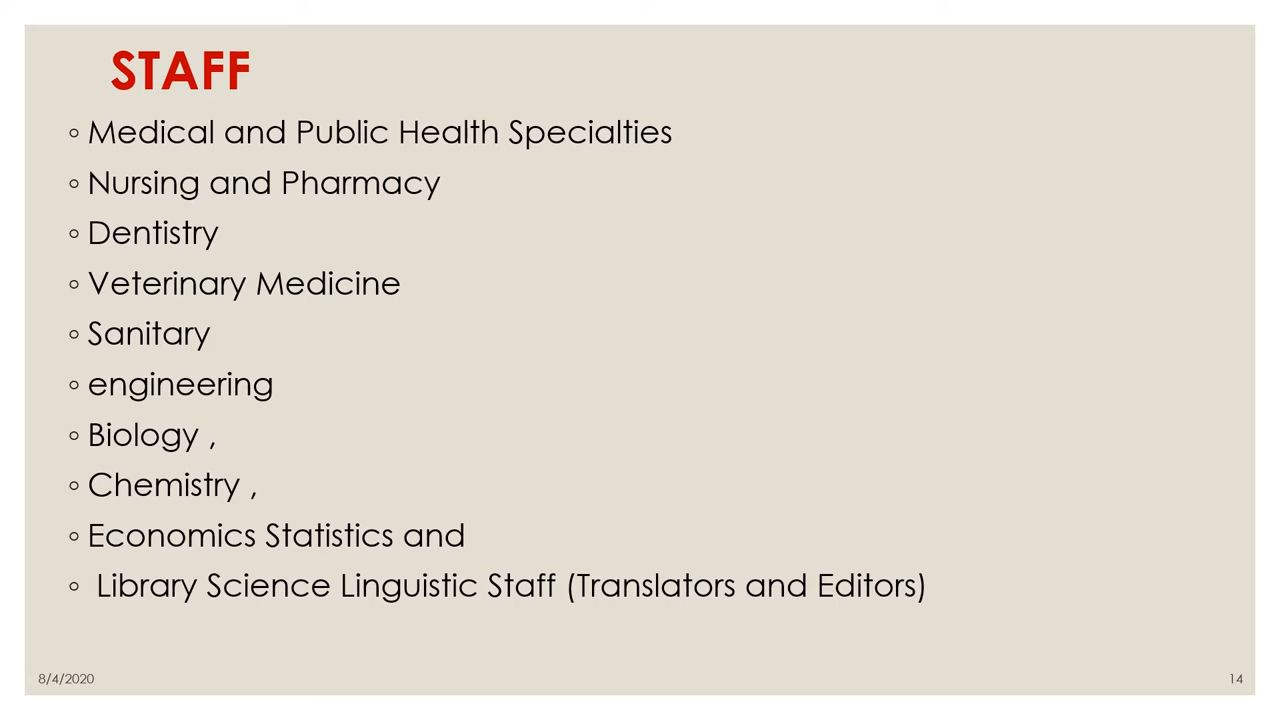 STAFF
◦ Medical and Public Health Specialties
◦ Nursing and Pharmacy
◦ Dentistry
◦ Veterinary Medicine
◦ Sanitary
◦ engineering
◦ Biology ,
◦ Chemistry ,
◦ Economics Statistics and
◦ Library Science Linguistic Staff (Translators and Editors)
8/4/2020
14